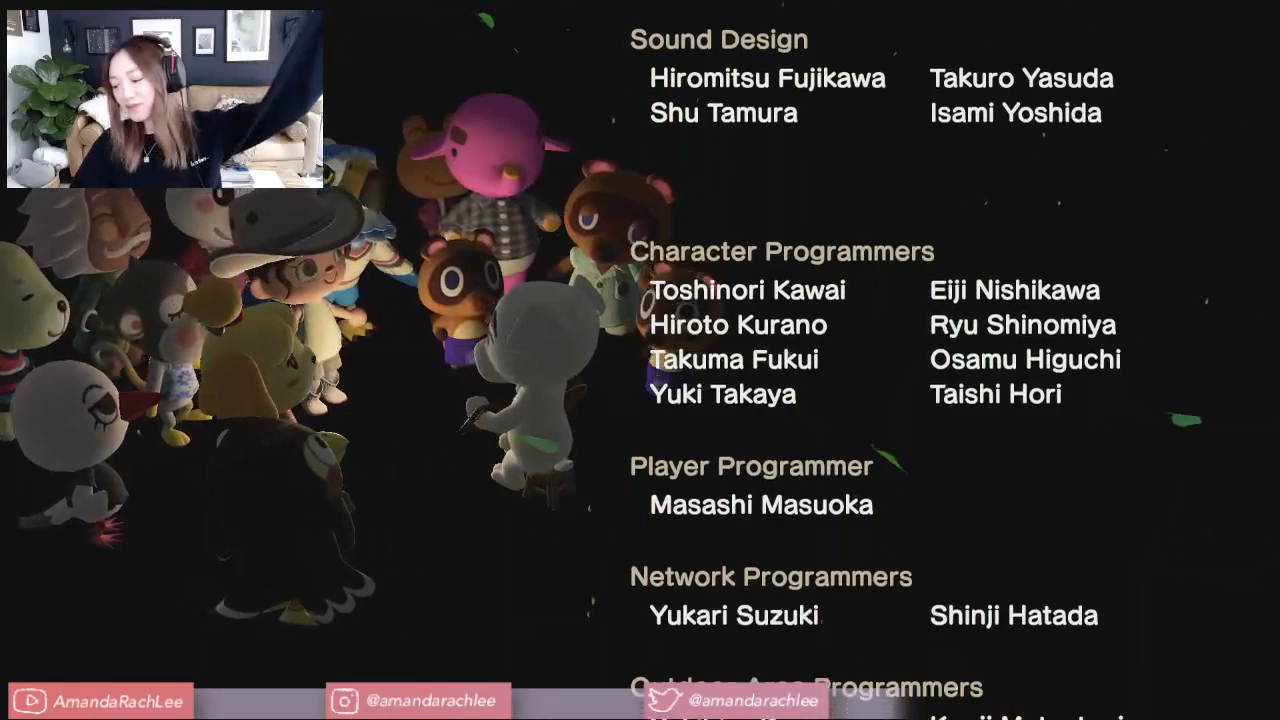 Sound Design
Hiromitsu Fujikawa Takuro Yasuda
Shu Tamura Isami Yoshida
Character Programmers
Toshinori Kawai Eiji Nishikawa
Hiroto Kurano Ryu Shinomiya
Takuma Fukui Osamu Higuchi
Yuki Takaya Taishi Hori
Player Programmer
Masashi Masuoka
Network Programmers
Yukari Suzuki Shinji Hatada
Outdoor Area Programmers
AmandaRachLee @amandarachlee @amandarachlee